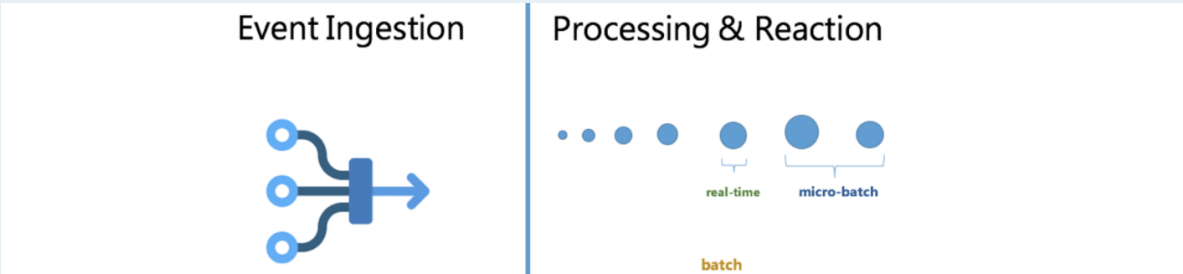 Event Ingestion
Processing & Reaction
real-time
micro-batch
batch